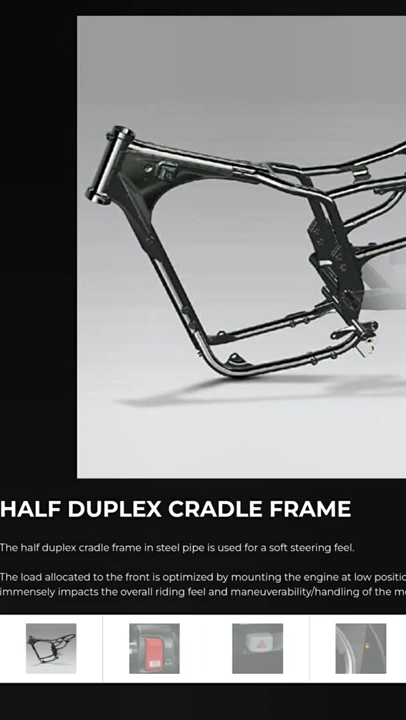 HALF DUPLEX CRADLE FRAME
The half duplex cradle frame in steel pipe is used for a soft steering feel.
The load allocated to the front is optimized by mounting the engine at low
immensely impacts the overall riding feel and maneuverability/handling of the